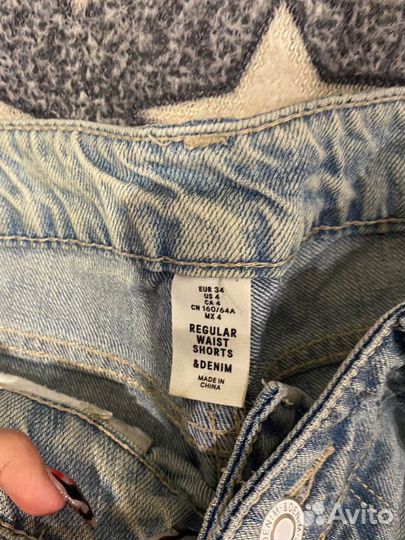 EUR 34
US 4
CA 4
CN 160/64A
MX 4
REGULAR
WAIST
SHORTS
&DENIM
MADE IN
CHINA
Avito